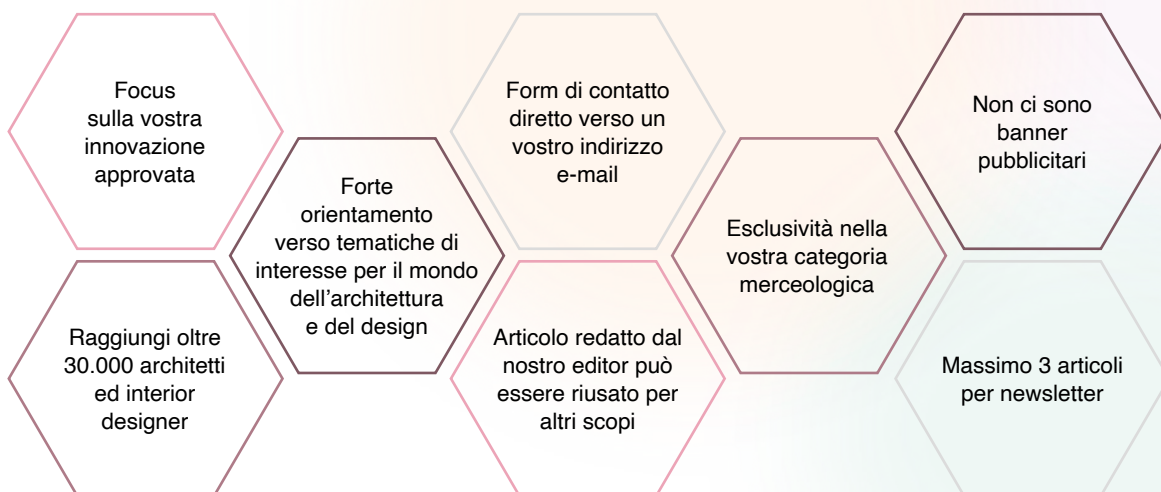 Focus
sulla vostra
innovazione
approvata
Raggiungi oltre
30.000 architetti
ed interior
designer
Forte
orientamento
verso tematiche di
interesse per il mondo
dell’architettura
e del design
Form di contatto
diretto verso un
vostro indirizzo
e-mail
Articolo redatto dal
nostro editor può
essere riusato per
altri scopi
Esclusività nella
vostra categoria
merceologica
Non ci sono
banner
pubblicitari
Massimo 3 articoli
per newsletter